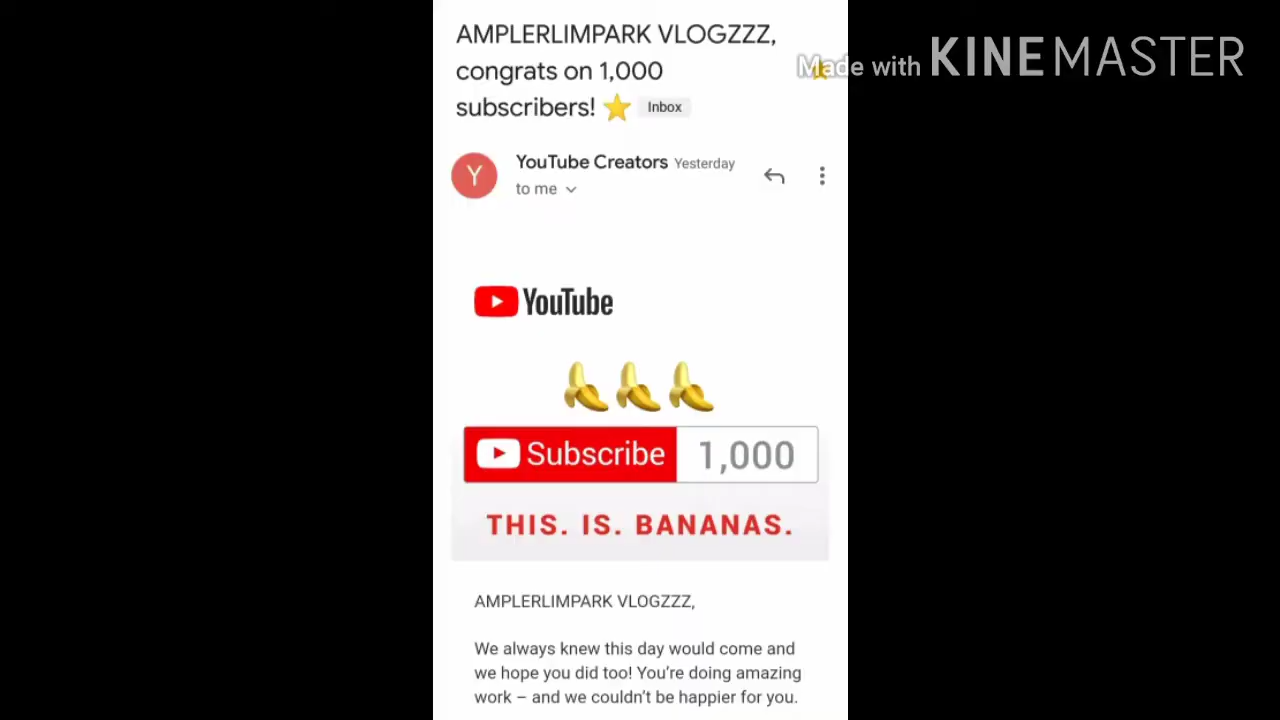 AMPLERLIMPARK VLOGZZZ,
congrats on 1,000
subscribers! ⭐ Inbox
Made with KINEMASTER
Y
YouTube Creators Yesterday
to me
YouTube
🍌🍌🍌
Subscribe 1,000
THIS. IS. BANANAS.
AMPLERLIMPARK VLOGZZZ,
We always knew this day would come and
we hope you did too! You’re doing amazing
work – and we couldn’t be happier for you.